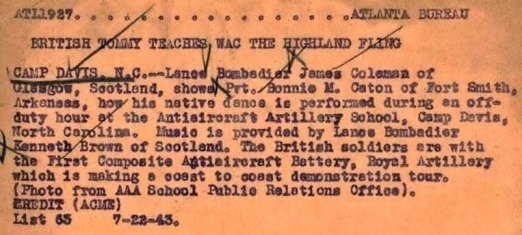 ATL1927..............................ATLANTA BUREAU
BRITISH TOMMY TEACHES WAC THE HIGHLAND FLING
CAMP DAVIS, N.C.--Lance Bombadier James Coleman of
Glasgow, Scotland, shows Pvt. Bonnie M. Caton of Fort Smith,
Arkansas, how his native dance is performed during an off-
duty hour at the Antiaircraft Artillery School, Camp Davis,
North Carolina. Music is provided by Lance Bombadier
Kenneth Brown of Scotland. The British soldiers are with
the First Composite Antiaircraft Battery, Royal Artillery
which is making a coast to coast demonstration tour.
(Photo from AAA School Public Relations Office).
CREDIT (ACME)
List 63 7-22-43.